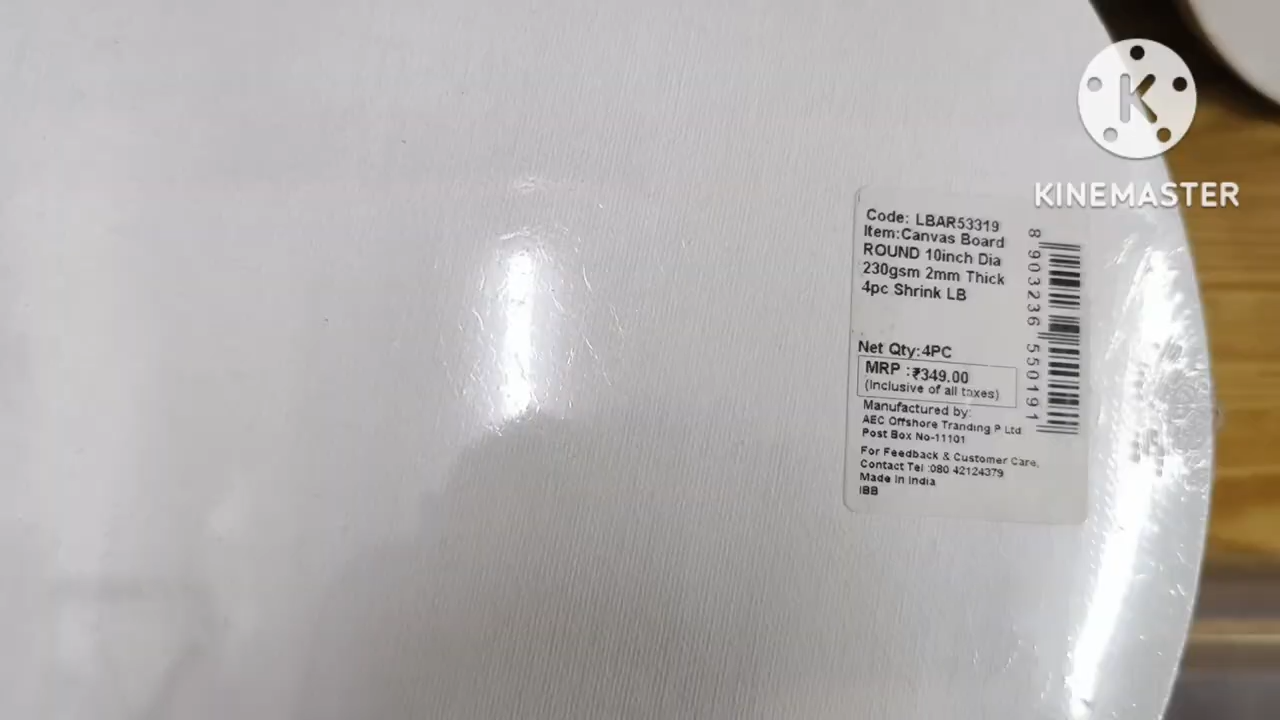 K
KINEMASTER
Code: LBAR53319
Item:Canvas Board
ROUND 10inch Dia
230gsm 2mm Thick
4pc Shrink LB
Net Qty:4PC
MRP :₹349.00
(Inclusive of all taxes)
Manufactured by:
AEC Offshore Tranding P Ltd
Post Box No-11101
For Feedback & Customer Care,
Contact Tel :080 42124379
Made In India
IBB
8 903236 550191